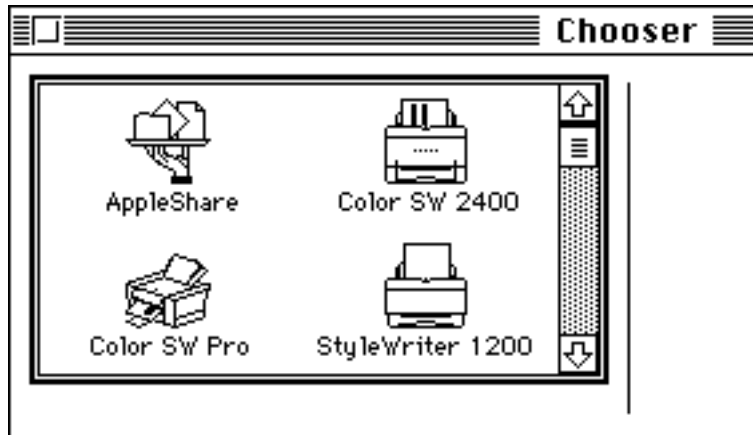 Chooser
AppleShare
Color SW 2400
Color SW Pro
StyleWriter 1200